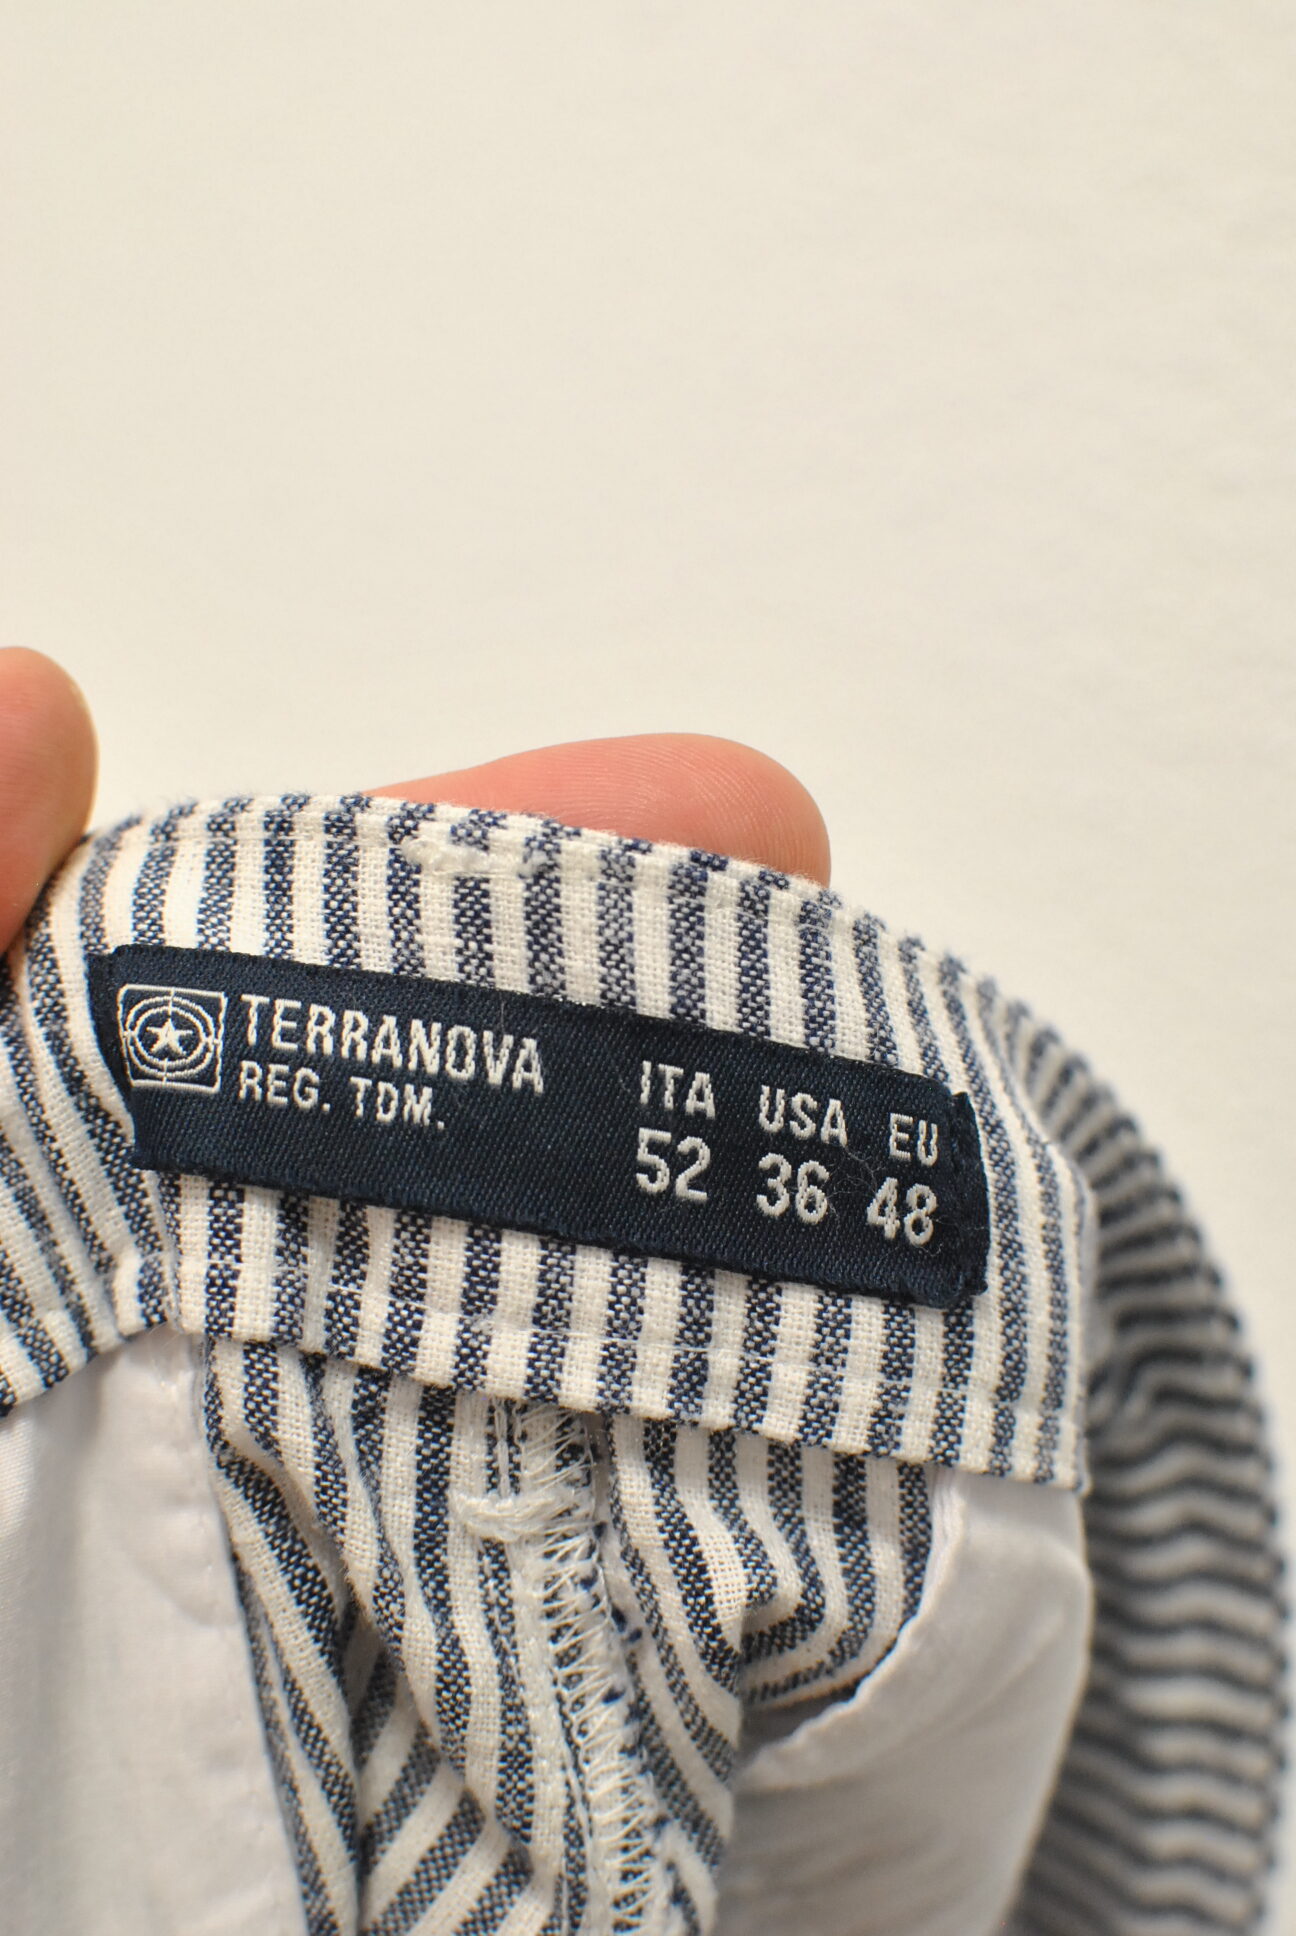 TERRANOVA
REG. TDM.
ITA USA EU
52 36 48